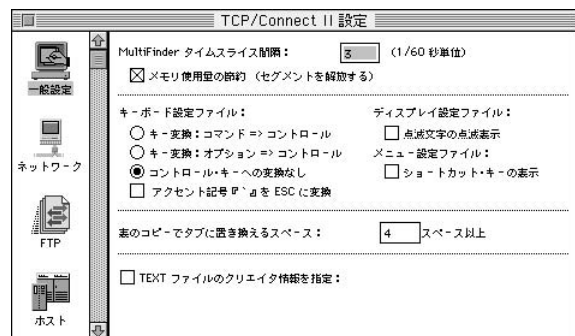 TCP/Connect II 設定
一般設定
ネットワーク
FTP
ホスト
MultiFinder タイムスライス間隔： 3 （1/60 秒単位）
メモリ使用量の節約（セグメントを解放する）
キーボード設定ファイル：
キー変換：コマンド => コントロール
キー変換：オプション => コントロール
コントロール・キーへの変換なし
アクセント記号『｀』を ESC に変換
ディスプレイ設定ファイル：
点滅文字の点滅表示
メニュー設定ファイル：
ショートカット・キーの表示
表のコピーでタブに置き換えるスペース： 4 スペース以上
TEXT ファイルのクリエイタ情報を指定：